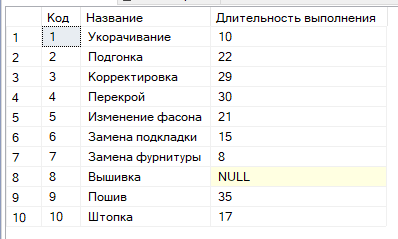 Код Название Длительность выполнения
1 1 Укорачивание 10
2 2 Подгонка 22
3 3 Корректировка 29
4 4 Перекрой 30
5 5 Изменение фасона 21
6 6 Замена подкладки 15
7 7 Замена фурнитуры 8
8 8 Вышивка NULL
9 9 Пошив 35
10 10 Штопка 17